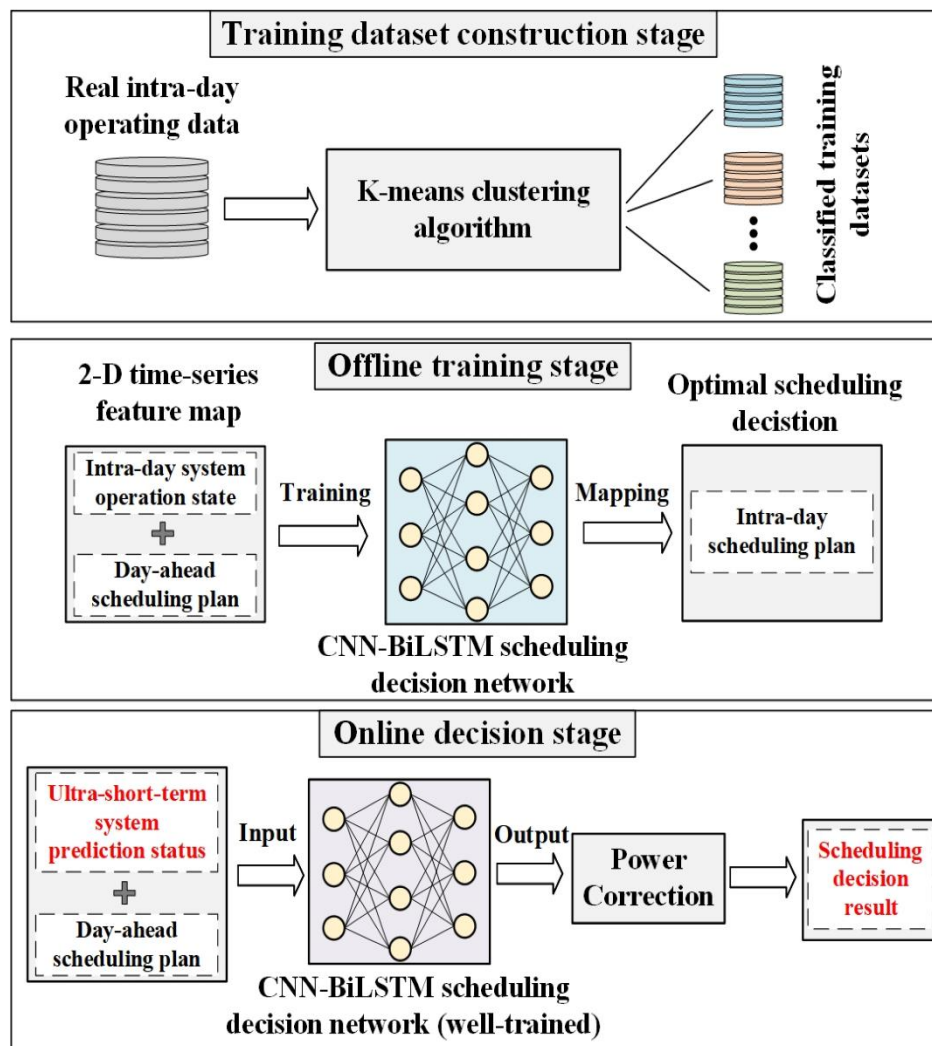 Training dataset construction stage
Real intra-day
operating data
K-means clustering
algorithm
Classified training
datasets
Offline training stage
2-D time-series
feature map
Intra-day system
operation state
Day-ahead
scheduling plan
Training
CNN-BiLSTM scheduling
decision network
Mapping
Optimal scheduling
decistion
Intra-day
scheduling plan
Online decision stage
Ultra-short-term
system
prediction status
Day-ahead
scheduling plan
Input
CNN-BiLSTM scheduling
decision network (well-trained)
Output
Power
Correction
Scheduling
decision
result